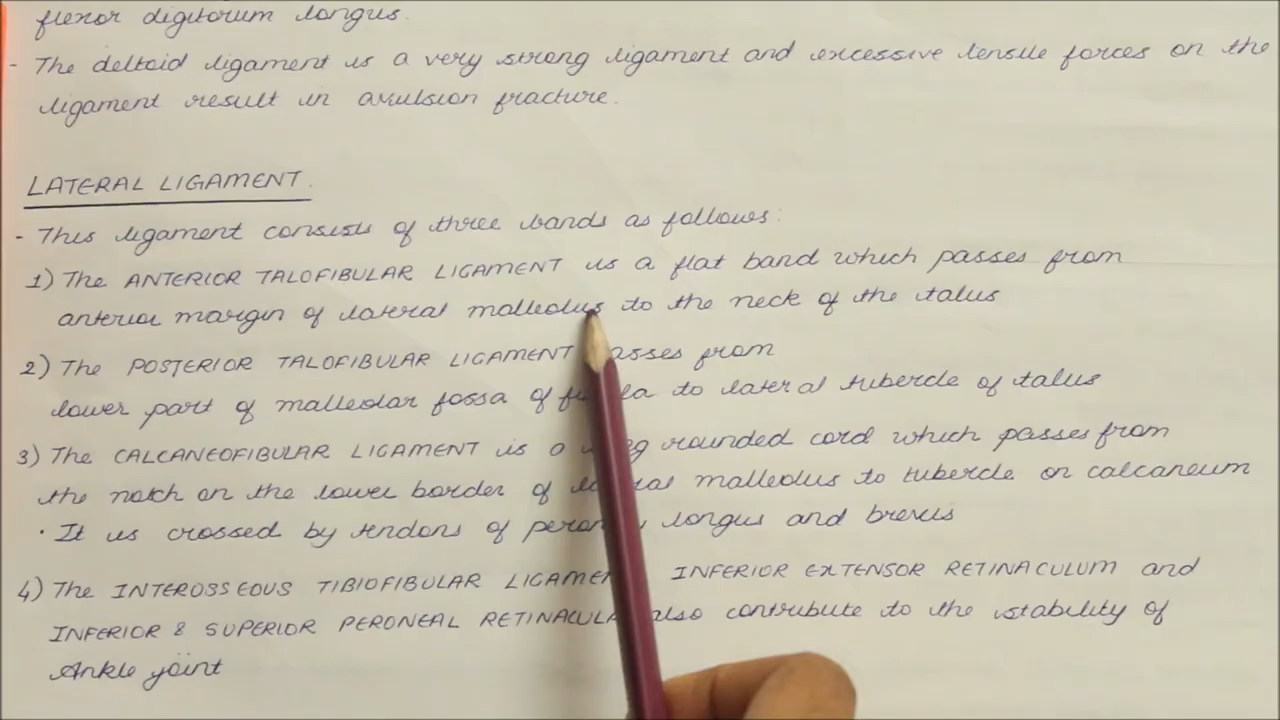 flexor digitorum longus.
- The deltoid ligament is a very strong ligament and excessive tensile forces on the
ligament result in avulsion fracture.
LATERAL LIGAMENT.
- This ligament consists of three bands as follows:
1) The ANTERIOR TALOFIBULAR LIGAMENT is a flat band which passes from
anterior margin of lateral malleolus to the neck of the talus
2) The POSTERIOR TALOFIBULAR LIGAMENT passes from
lower part of malleolar fossa of to lateral tubercle of talus
3) The CALCANEOFIBULAR LIGAMENT is a rounded cord which passes from
the notch on the lower border of malleolus to tubercle on calcaneum
• It is crossed by tendons of longus and brevis
4) The INTEROSSEOUS TIBIOFIBULAR INFERIOR EXTENSOR RETINACULUM and
INFERIOR & SUPERIOR PERONEAL RETINACULA also contribute to the stability of
Ankle joint